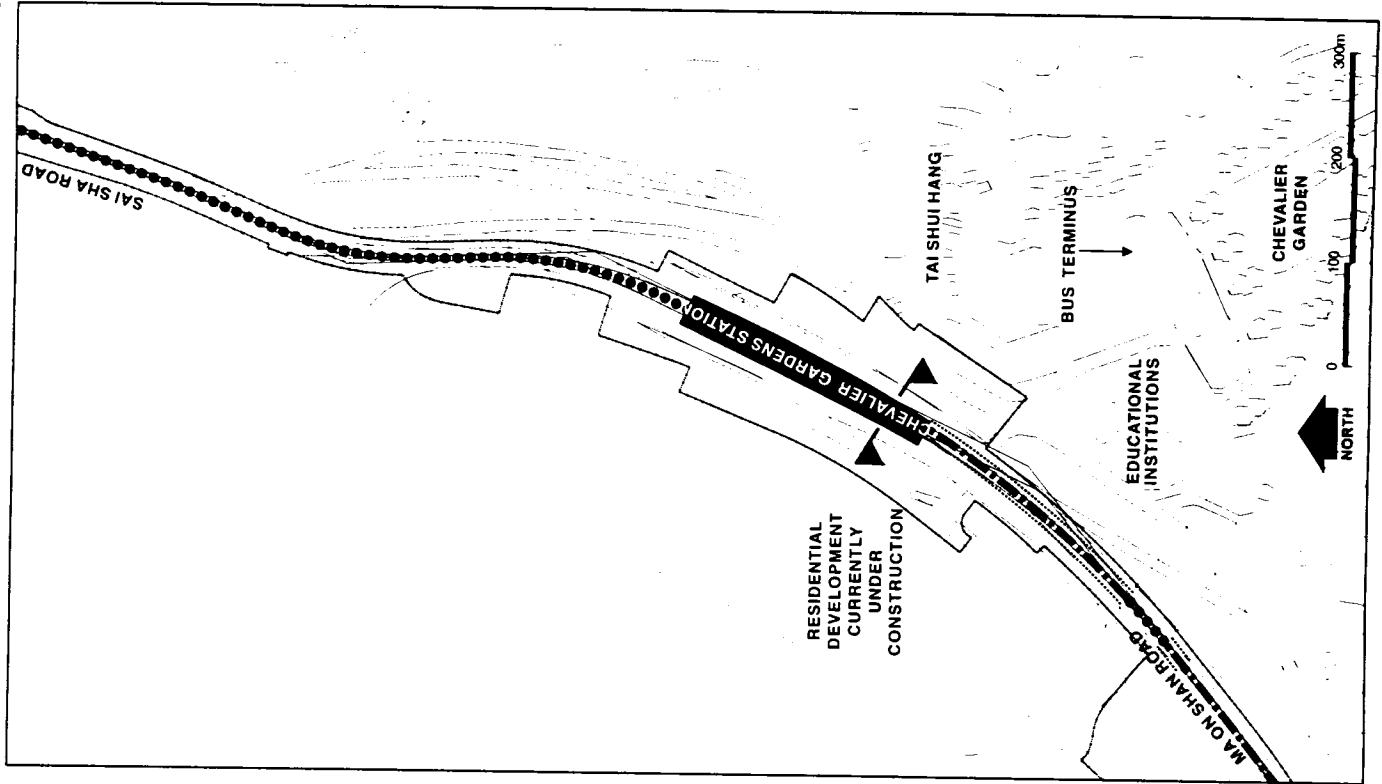 SAI SHA ROAD
CHEVALIER GARDENS STATION
TAI SHUI HANG
BUS TERMINUS
CHEVALIER
GARDEN
EDUCATIONAL
INSTITUTIONS
RESIDENTIAL
DEVELOPMENT
CURRENTLY
UNDER
CONSTRUCTION
MA ON SHAN ROAD
0 100 200 300m
NORTH